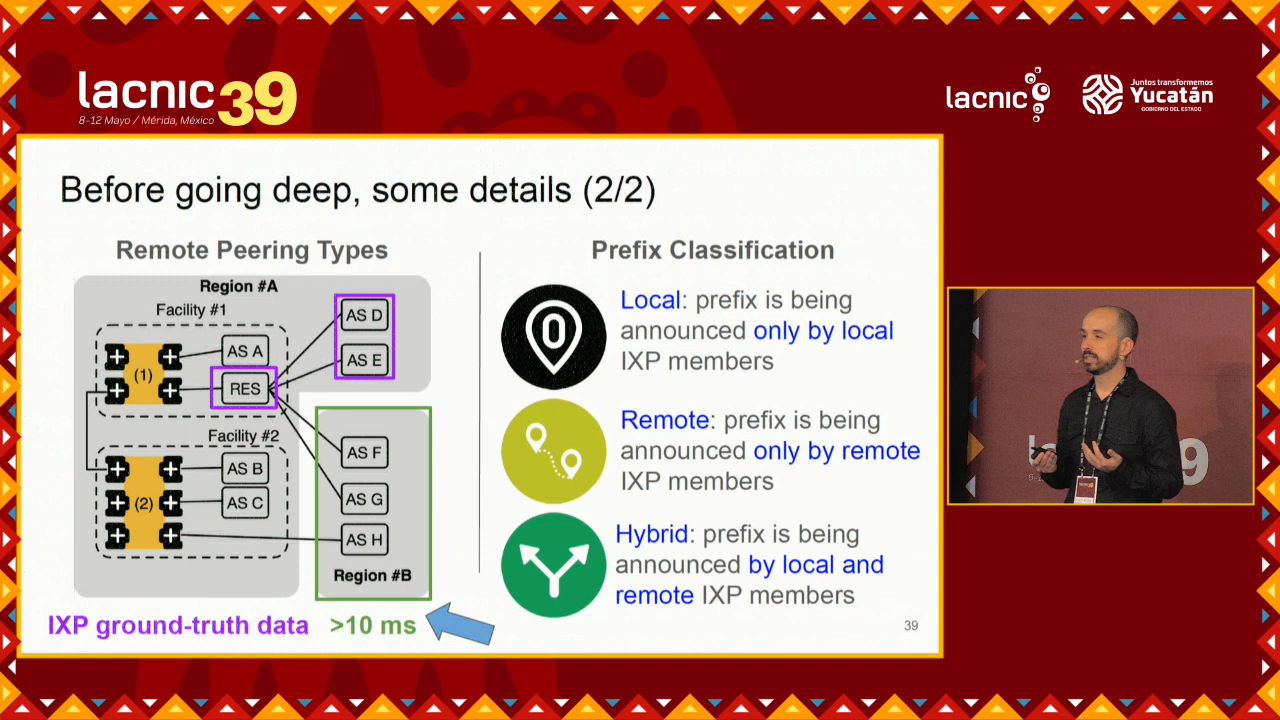 lacnic 39
8-12 Mayo / Mérida, México
lacnic
Juntos transformemos
Yucatán
GOBIERNO DEL ESTADO
Before going deep, some details (2/2)
Remote Peering Types
Region #A
Facility #1
AS D
AS A
AS E
(1)
RES
Facility #2
AS F
AS B
AS G
(2)
AS C
AS H
Region #B
IXP ground-truth data
>10 ms
Prefix Classification
Local: prefix is being
announced only by local
IXP members
Remote: prefix is being
announced only by remote
IXP members
Hybrid: prefix is being
announced by local and
remote IXP members
39